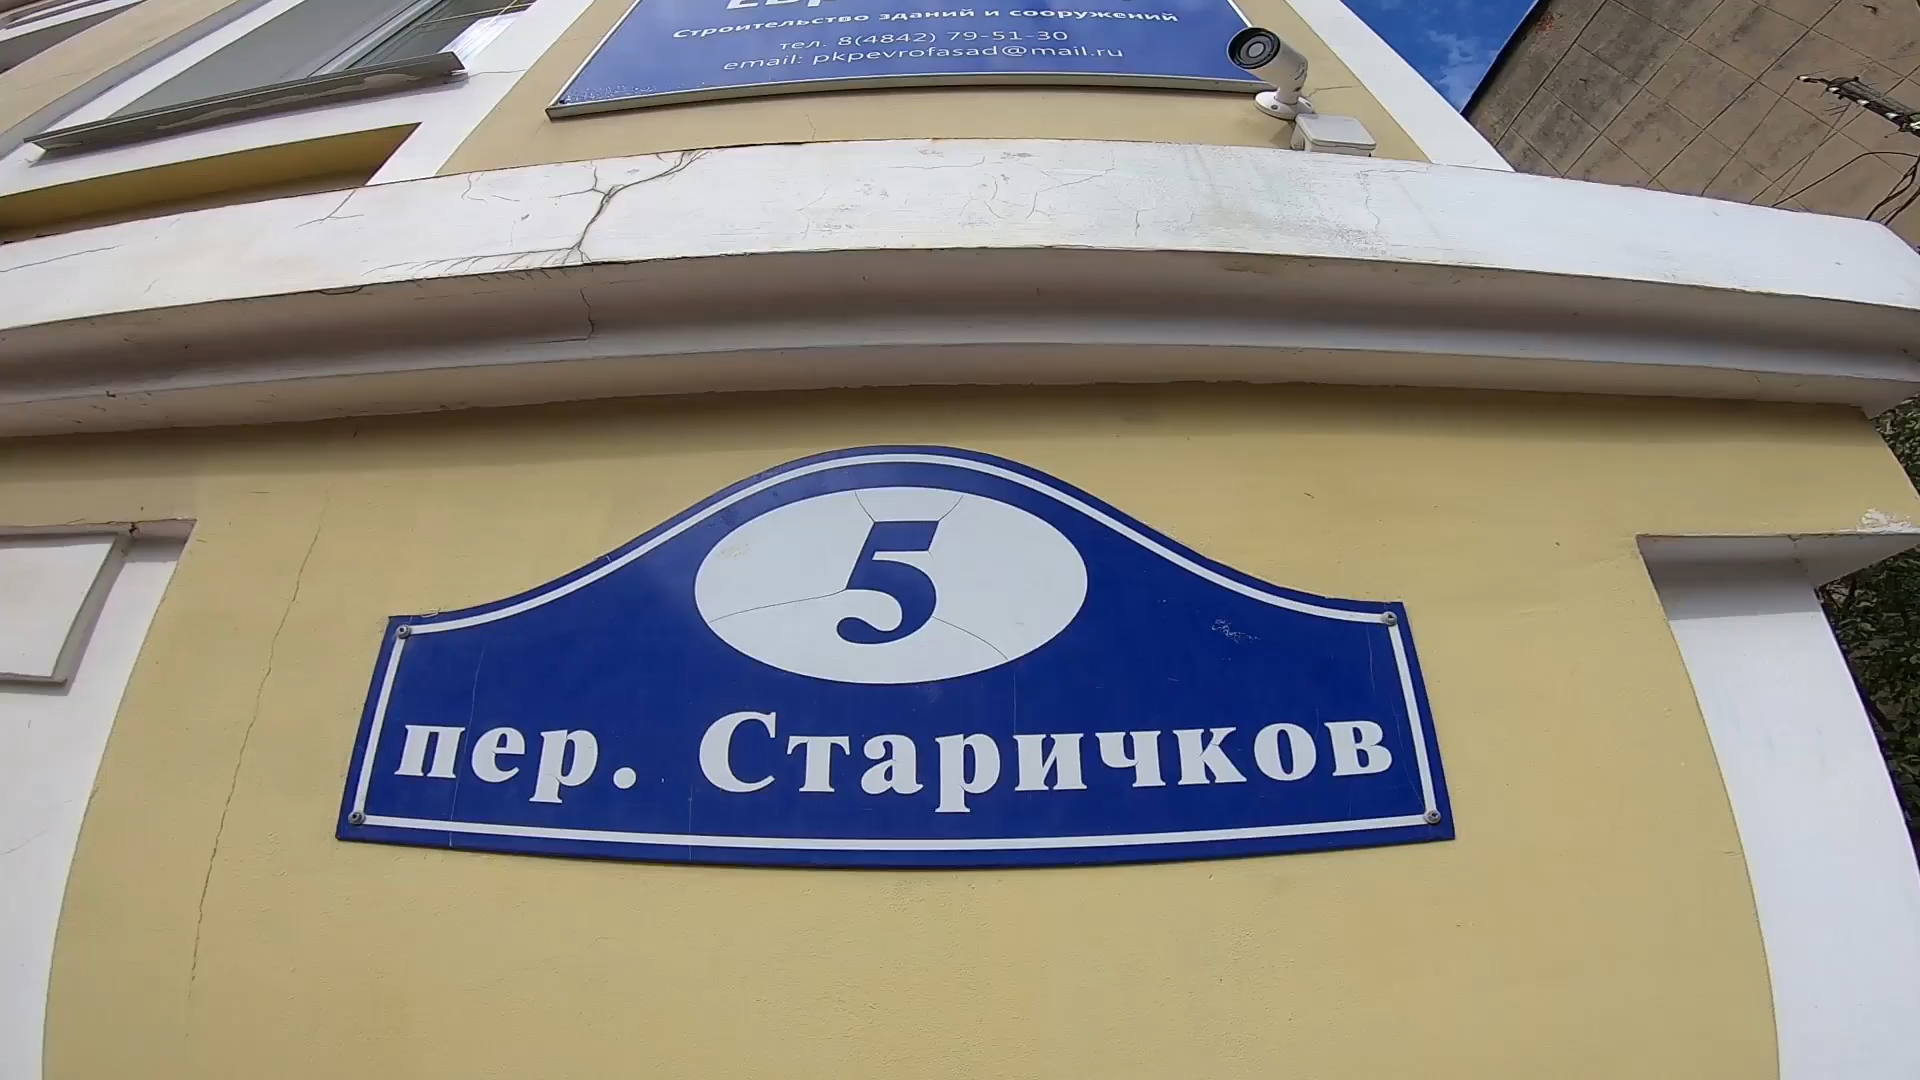 Строительство зданий и сооружений
тел. 8(4842) 79-51-30
email: pkpevrofasad@mail.ru
5
пер. Старичков